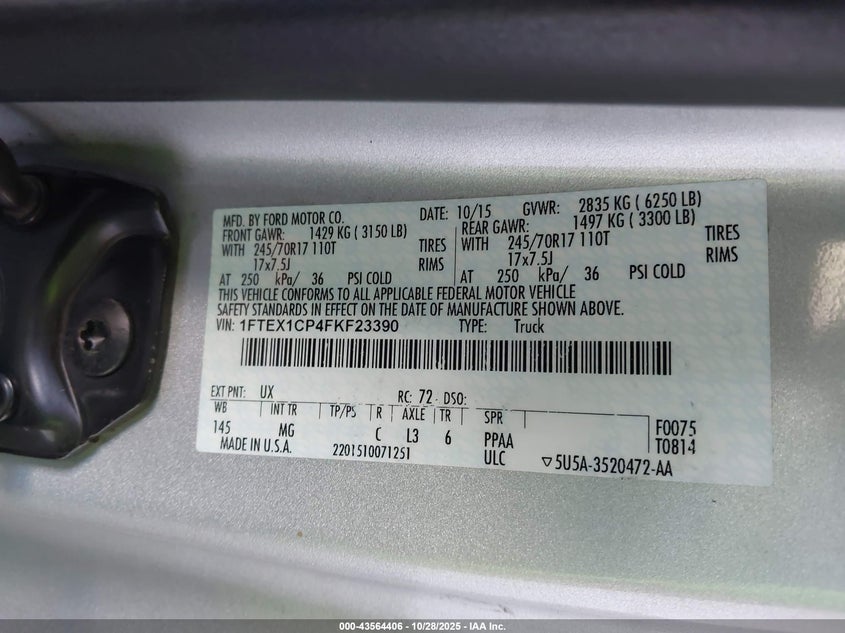 MFD. BY FORD MOTOR CO. DATE: 10/15 GVWR: 2835 KG ( 6250 LB)
FRONT GAWR: 1429 KG ( 3150 LB) REAR GAWR: 1497 KG ( 3300 LB)
WITH 245/70R17 110T TIRES WITH 245/70R17 110T TIRES
17x7.5J RIMS 17x7.5J RIMS
AT 250 kPa/ 36 PSI COLD AT 250 kPa/ 36 PSI COLD
THIS VEHICLE CONFORMS TO ALL APPLICABLE FEDERAL MOTOR VEHICLE
SAFETY STANDARDS IN EFFECT ON THE DATE OF MANUFACTURE SHOWN ABOVE.
VIN: 1FTEX1CP4FKF23390 TYPE: Truck
EXT PNT: UX RC: 72 DSO:
WB INT TR TP/PS R AXLE TR SPR F0075
145 MG C L3 6 PPAA T0814
MADE IN U.S.A. 2201510071251 ULC ▽5U5A-3520472-AA
000-43564406 - 10/28/2025 - IAA Inc.